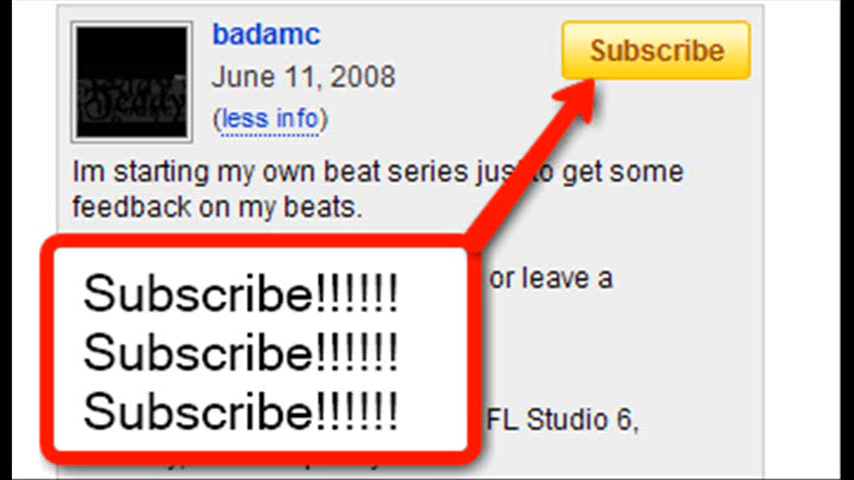 badamc
Subscribe
June 11, 2008
(less info)
Im starting my own beat series just to get some
feedback on my beats.
or leave a
Subscribe!!!!!!
Subscribe!!!!!!
Subscribe!!!!!!
FL Studio 6,